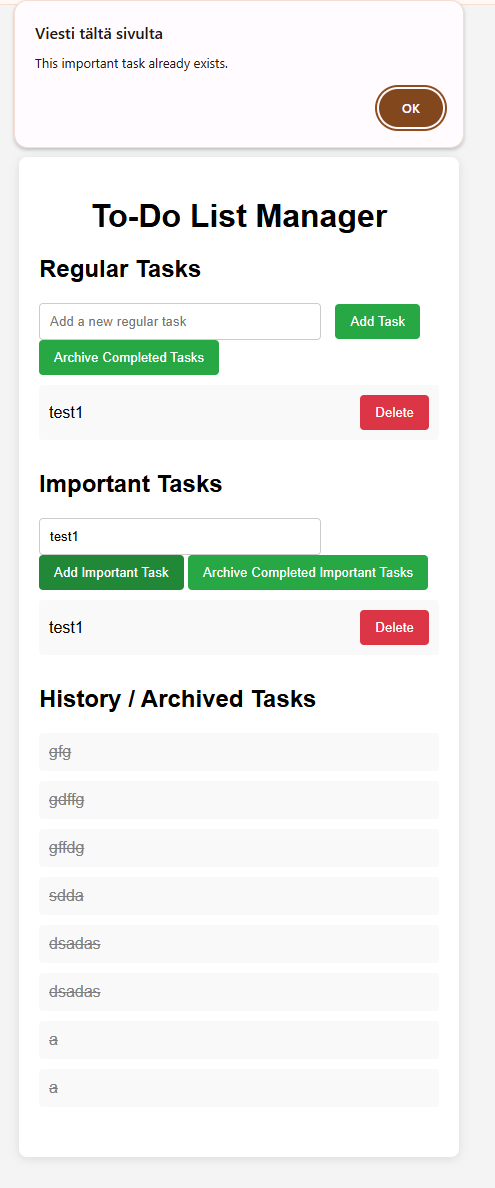 Viesti tältä sivulta
This important task already exists.
OK
To-Do List Manager
Regular Tasks
Add a new regular task
Add Task
Archive Completed Tasks
test1
Delete
Important Tasks
test1
Add Important Task
Archive Completed Important Tasks
test1
Delete
History / Archived Tasks
gfg
gdffg
gffdg
sdda
dsadas
dsadas
a
a